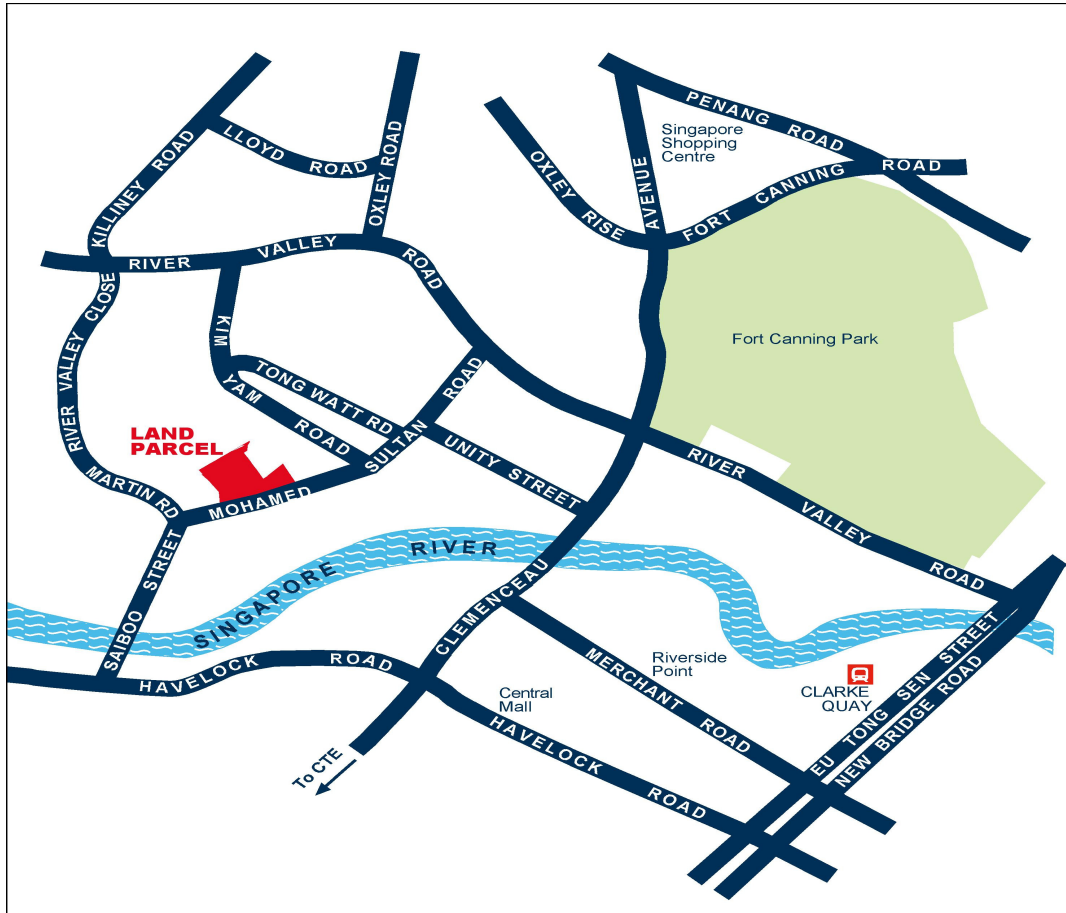 PENANG ROAD
Singapore
Shopping
Centre
LLOYD ROAD
OXLEY ROAD
KILLINEY ROAD
OXLEY RISE
AVENUE
FORT CANNING ROAD
RIVER VALLEY ROAD
RIVER VALLEY CLOSE
KIM YAM ROAD
TONG WATT RD
UNITY STREET
Fort Canning Park
LAND
PARCEL
MOHAMED SULTAN ROAD
MARTIN RD
RIVER VALLEY ROAD
SAIBOO STREET
SINGAPORE RIVER
CLEMENCEAU
HAVELOCK ROAD
MERCHANT ROAD
Riverside
Point
Central
Mall
CLARKE
QUAY
EU TONG SEN STREET
NEW BRIDGE ROAD
HAVELOCK ROAD
To CTE